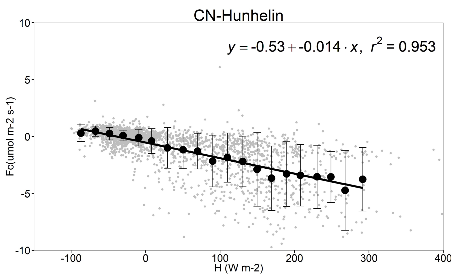 CN-Hunhelin
y = -0.53 + -0.014 · x, r² = 0.953
10
5
0
-5
-10
Fc(umol m-2 s-1)
-100 0 100 200 300 400
H (W m-2)